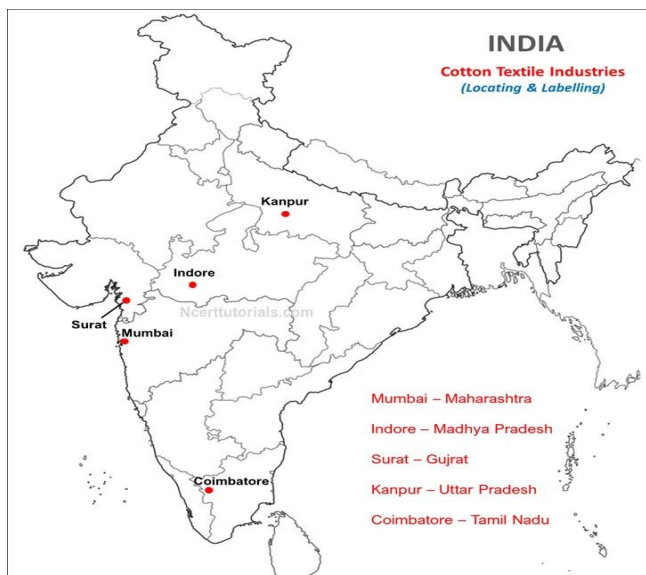 INDIA
Cotton Textile Industries
(Locating & Labelling)
Kanpur
Indore
Ncerttutorials.com
Surat
Mumbai
Mumbai – Maharashtra
Indore – Madhya Pradesh
Surat – Gujrat
Kanpur – Uttar Pradesh
Coimbatore
Coimbatore – Tamil Nadu